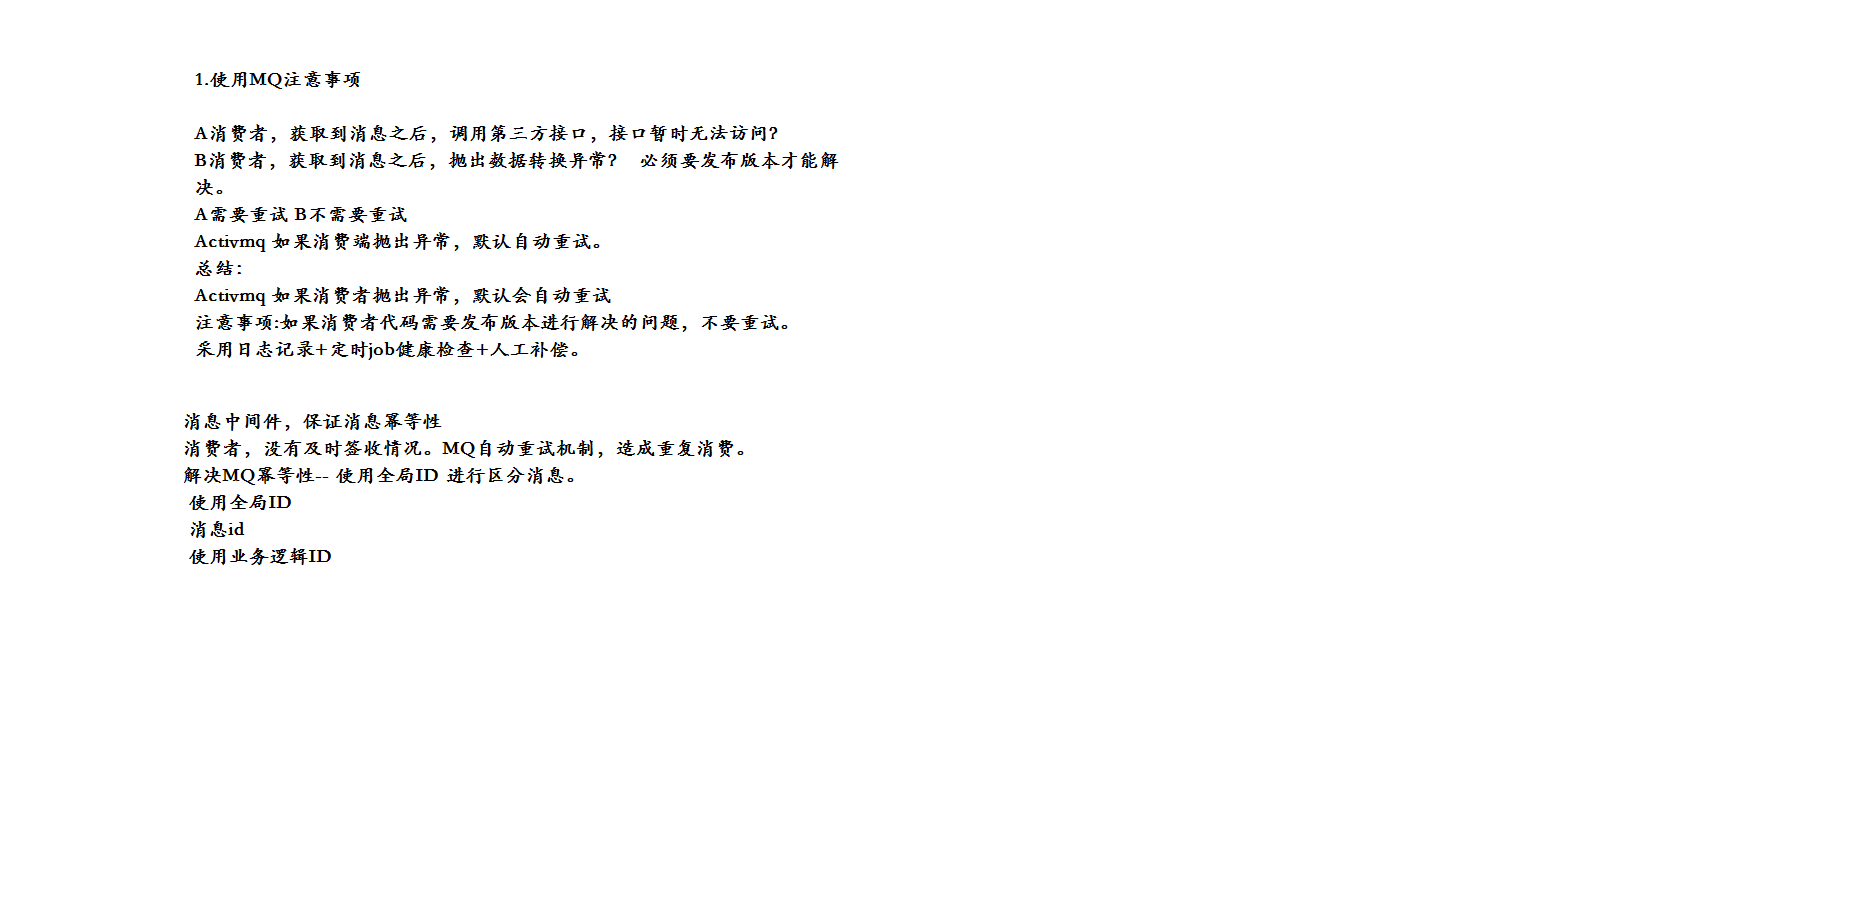 1.使用MQ注意事项
A消费者，获取到消息之后，调用第三方接口，接口暂时无法访问？
B消费者，获取到消息之后，抛出数据转换异常？ 必须要发布版本才能解
决。
A需要重试 B不需要重试
Activmq 如果消费端抛出异常，默认自动重试。
总结：
Activmq 如果消费者抛出异常，默认会自动重试
注意事项:如果消费者代码需要发布版本进行解决的问题，不要重试。
采用日志记录+定时job健康检查+人工补偿。
消息中间件，保证消息幂等性
消费者，没有及时签收情况。MQ自动重试机制，造成重复消费。
解决MQ幂等性-- 使用全局ID 进行区分消息。
使用全局ID
消息id
使用业务逻辑ID